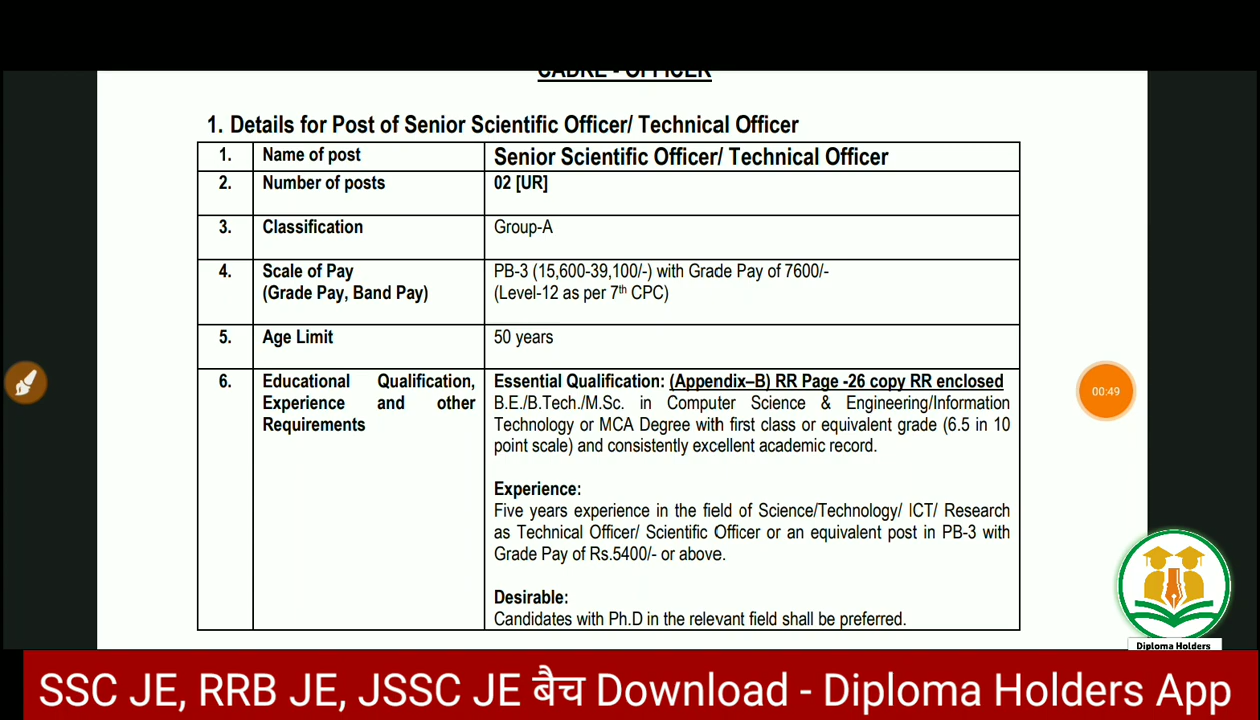 CADRE - OFFICER
1. Details for Post of Senior Scientific Officer/ Technical Officer
1. Name of post Senior Scientific Officer/ Technical Officer
2. Number of posts 02 [UR]
3. Classification Group-A
4. Scale of Pay PB-3 (15,600-39,100/-) with Grade Pay of 7600/-
(Grade Pay, Band Pay) (Level-12 as per 7th CPC)
5. Age Limit 50 years
6. Educational Qualification, Essential Qualification: (Appendix–B) RR Page -26 copy RR enclosed
Experience and other B.E./B.Tech./M.Sc. in Computer Science & Engineering/Information
Requirements Technology or MCA Degree with first class or equivalent grade (6.5 in 10
point scale) and consistently excellent academic record.
Experience:
Five years experience in the field of Science/Technology/ ICT/ Research
as Technical Officer/ Scientific Officer or an equivalent post in PB-3 with
Grade Pay of Rs.5400/- or above.
Desirable:
Candidates with Ph.D in the relevant field shall be preferred.
00:49
Diploma Holders
SSC JE, RRB JE, JSSC JE बैच Download - Diploma Holders App